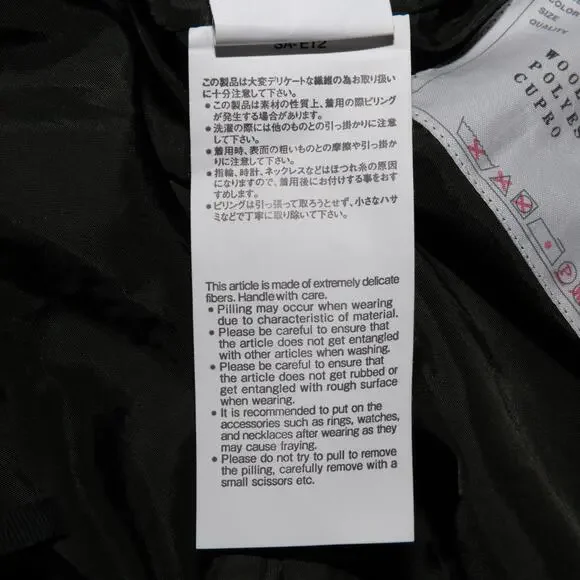 SA-E12
この製品は大変デリケートな繊維の為お取り扱い
に十分注意して下さい。
●この製品は素材の性質上、着用の際ピリング
が発生する場合があります。
●洗濯の際には他のものとの引っ掛かりに注意
して下さい。
●着用時、表面の粗いものとの摩擦や引っ掛
かりに注意して下さい。
●指輪、時計、ネックレスなどはほつれ糸の原因
になりますので、着用後にお付けする事をおす
すめします。
●ピリングは引っ張って取ろうとせず、小さなハサ
ミなどで丁寧に取り除いて下さい。
This article is made of extremely delicate
fibers. Handle with care.
● Pilling may occur when wearing
due to characteristic of material.
● Please be careful to ensure that
the article does not get entangled
with other articles when washing.
● Please be careful to ensure that
the article does not get rubbed or
get entangled with rough surface
when wearing.
● It is recommended to put on the
accessories such as rings, watches,
and necklaces after wearing as they
may cause fraying.
● Please do not try to pull to remove
the pilling, carefully remove with a
small scissors etc.
COLOR
SIZE
QUALITY
WOOL
POLYES
CUPRO
P